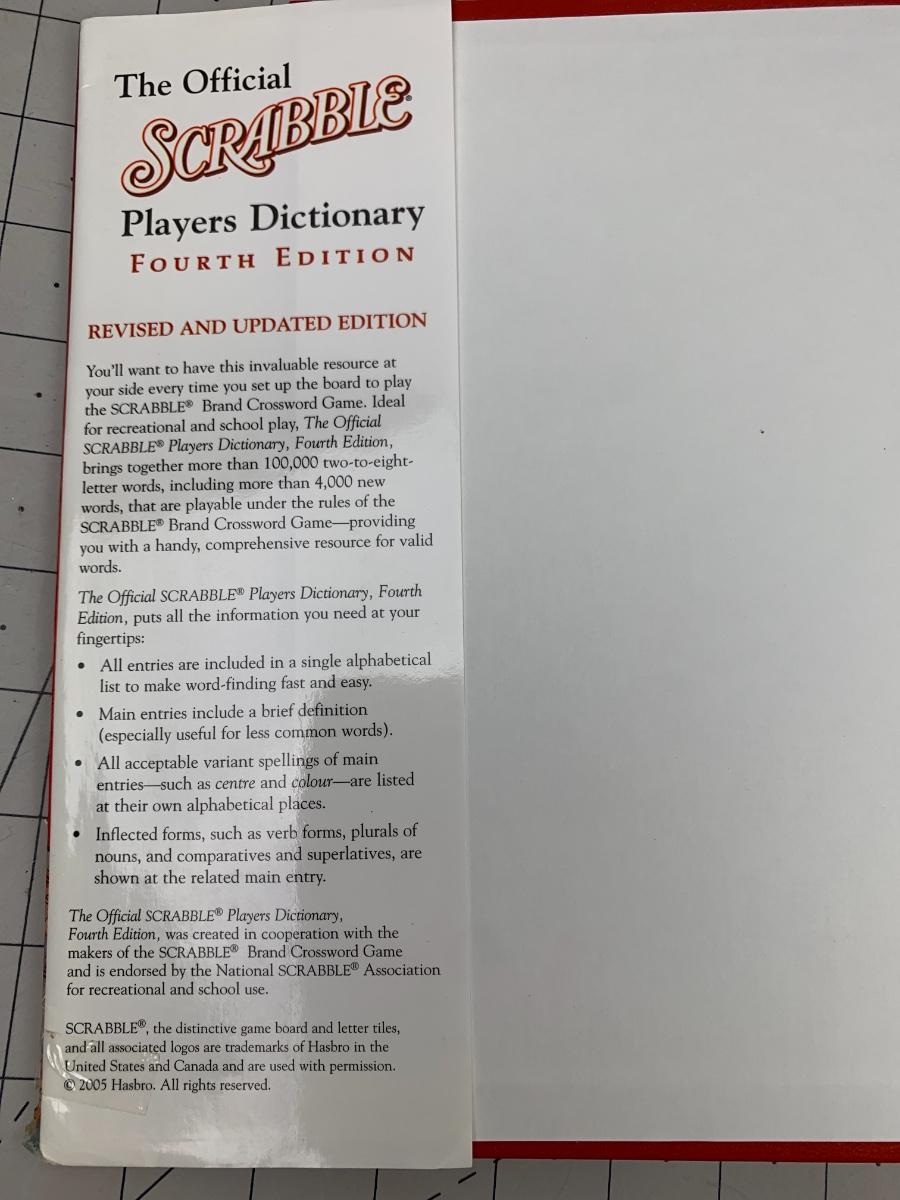 The Official
SCRABBLE®
Players Dictionary
FOURTH EDITION
REVISED AND UPDATED EDITION
You'll want to have this invaluable resource at
your side every time you set up the board to play
the SCRABBLE® Brand Crossword Game. Ideal
for recreational and school play, The Official
SCRABBLE® Players Dictionary, Fourth Edition,
brings together more than 100,000 two-to-eight-
letter words, including more than 4,000 new
words, that are playable under the rules of the
SCRABBLE® Brand Crossword Game—providing
you with a handy, comprehensive resource for valid
words.
The Official SCRABBLE® Players Dictionary, Fourth
Edition, puts all the information you need at your
fingertips:
• All entries are included in a single alphabetical
list to make word-finding fast and easy.
• Main entries include a brief definition
(especially useful for less common words).
• All acceptable variant spellings of main
entries—such as centre and colour—are listed
at their own alphabetical places.
• Inflected forms, such as verb forms, plurals of
nouns, and comparatives and superlatives, are
shown at the related main entry.
The Official SCRABBLE® Players Dictionary,
Fourth Edition, was created in cooperation with the
makers of the SCRABBLE® Brand Crossword Game
and is endorsed by the National SCRABBLE® Association
for recreational and school use.
SCRABBLE®, the distinctive game board and letter tiles,
and all associated logos are trademarks of Hasbro in the
United States and Canada and are used with permission.
© 2005 Hasbro. All rights reserved.